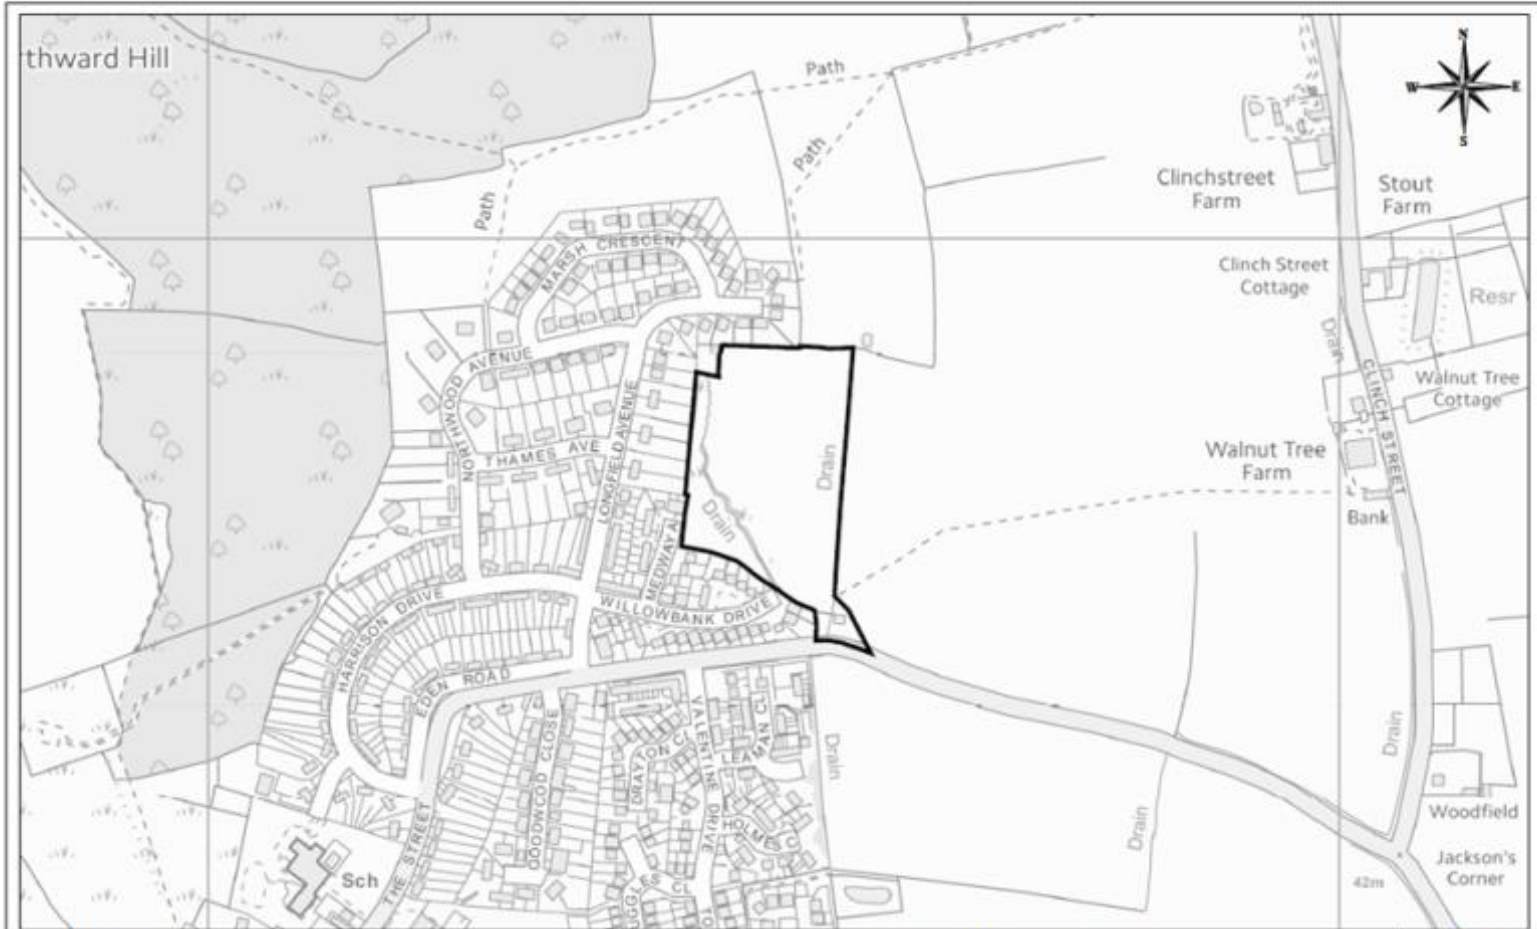 thward Hill
Path
Path
Path
N
W
E
S
Clinchstreet
Farm
Stout
Farm
MARSH CRESCENT
Clinch Street
Cottage
Resr
Drain
NORTHWOOD AVENUE
LONGFIELD AVENUE
THAMES AVE
CLINCH STREET
Walnut Tree
Cottage
Walnut Tree
Farm
Drain
Bank
Drain
MEDWAY
WILLOWBANK DRIVE
HARRISON DRIVE
EDEN ROAD
GOODWOOD CLOSE
VALENTINE DRIVE
DRAYTON CL
LEAMAN CL
Drain
Drain
Drain
HOLMES C
Woodfield
Jackson's
Corner
42m
THE STREET
Sch
UGGLES CL
TO